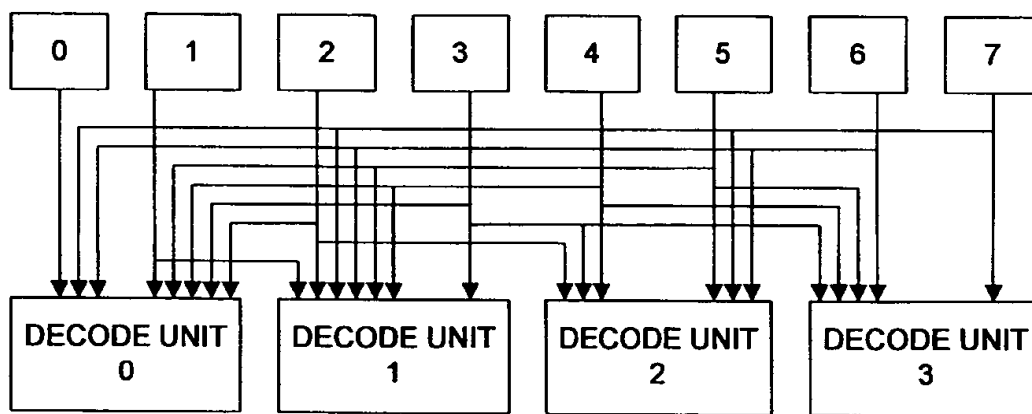 0 1 2 3 4 5 6 7
DECODE UNIT 0
DECODE UNIT 1
DECODE UNIT 2
DECODE UNIT 3